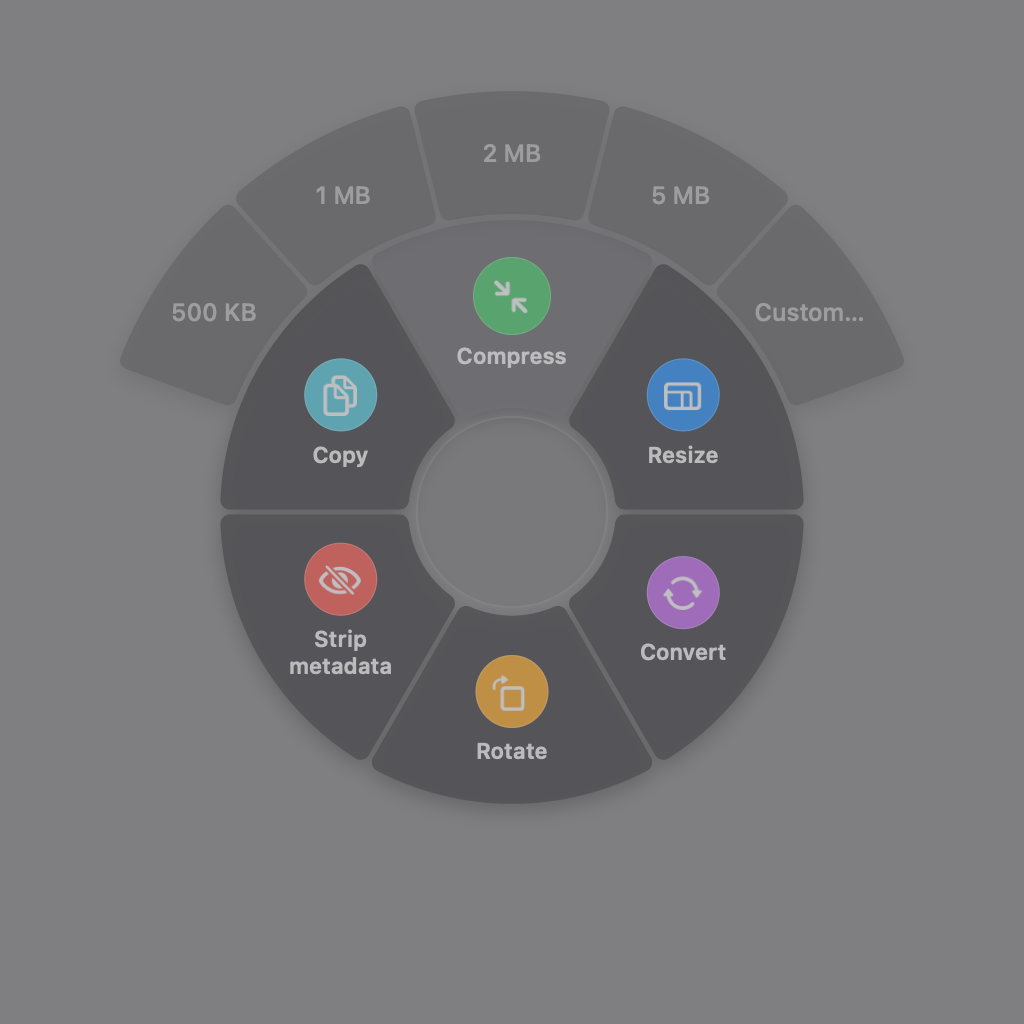 2 MB
1 MB
5 MB
500 KB
Custom...
Compress
Copy
Resize
Strip
metadata
Convert
Rotate